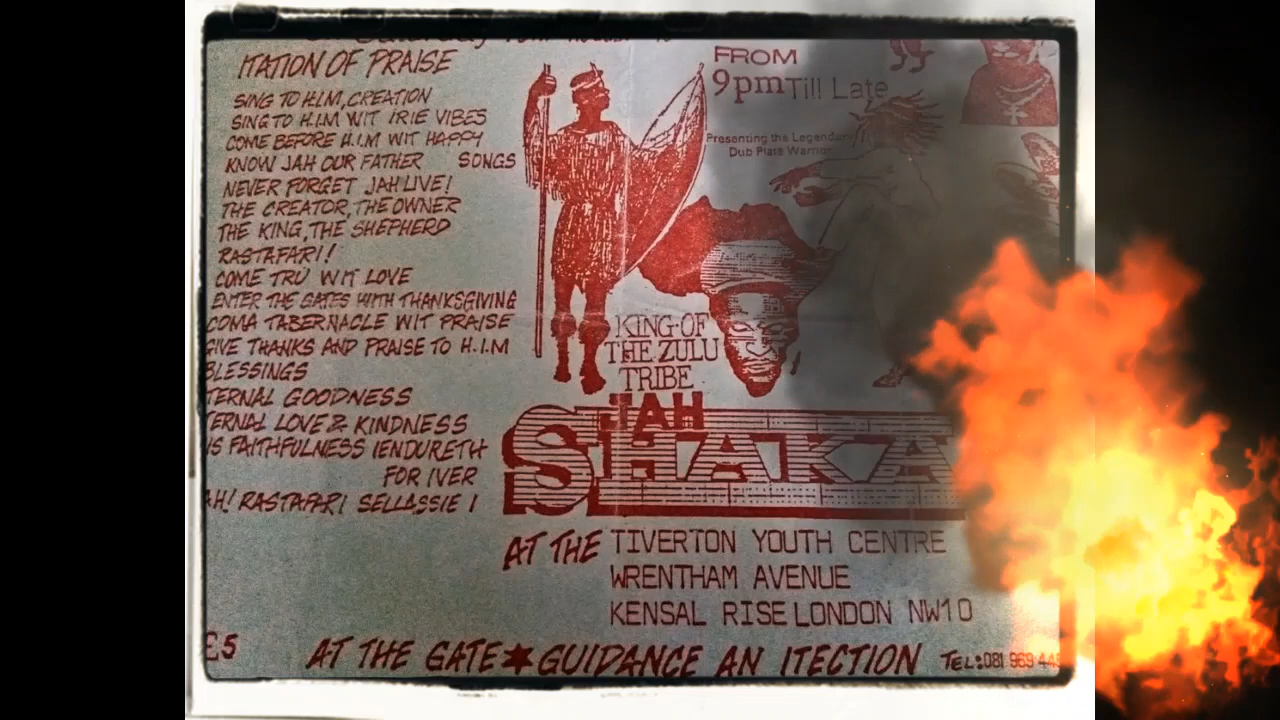 ITATION OF PRAISE
SING TO H.I.M, CREATION
SING TO H.I.M WIT IRIE VIBES
COME BEFORE H.I.M WIT HAPPY
KNOW JAH OUR FATHER SONGS
NEVER FORGET JAH LIVE!
THE CREATOR, THE OWNER
THE KING, THE SHEPHERD
RASTAFARI!
COME TRU WIT LOVE
ENTER THE GATES WITH THANKSGIVING
COMA TABERNACLE WIT PRAISE
GIVE THANKS AND PRAISE TO H.I.M
BLESSINGS
TERNAL GOODNESS
TERNAL LOVE & KINDNESS
IS FAITHFULNESS IENDURETH
FOR IVER
AH! RASTAFARI SELLASSIE I
FROM
9pm Till Late
Presenting the Legendary
Dub Plate Warrior
KING OF
THE ZULU
TRIBE
JAH
SHAKA
AT THE TIVERTON YOUTH CENTRE
WRENTHAM AVENUE
KENSAL RISE LONDON NW10
£5
AT THE GATE★GUIDANCE AN ITECTION TEL:081 969